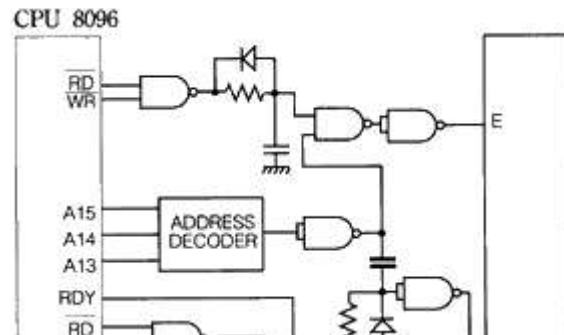 CPU 8096
RD
WR
E
A15
A14
A13
ADDRESS
DECODER
RDY
RD